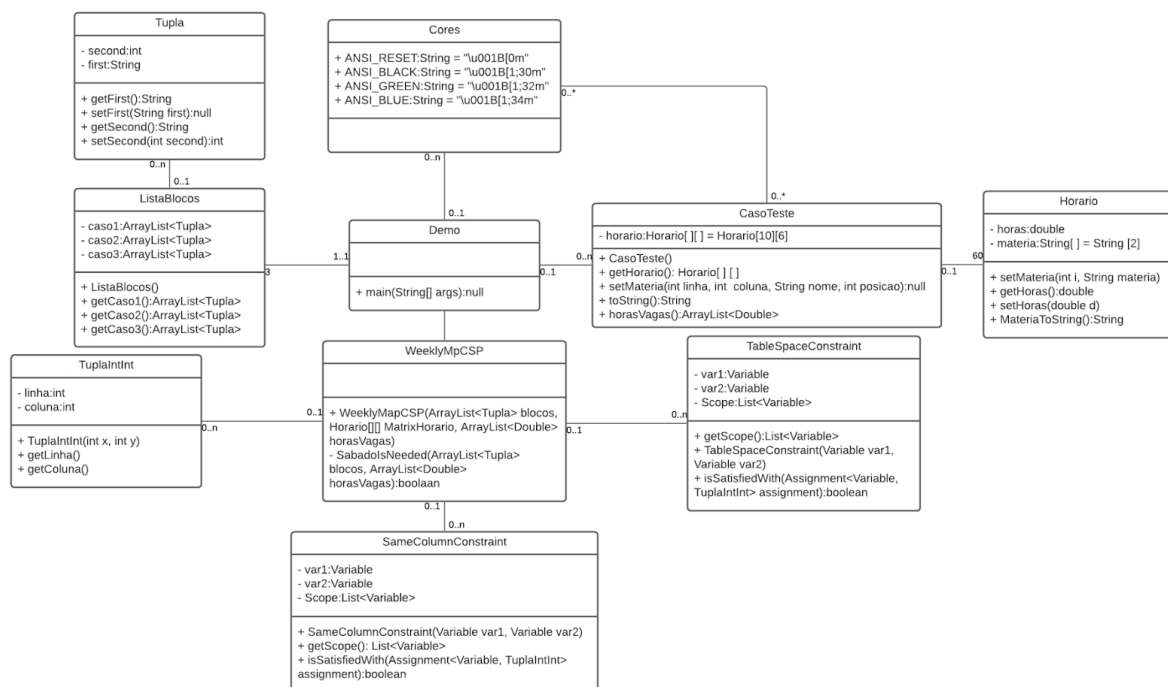 Tupla
- second:int
- first:String
+ getFirst():String
+ setFirst(String first):null
+ getSecond():String
+ setSecond(int second):int
0..n
0..1
Cores
+ ANSI_RESET:String = "\u001B[0m"
+ ANSI_BLACK:String = "\u001B[1;30m"
+ ANSI_GREEN:String = "\u001B[1;32m"
+ ANSI_BLUE:String = "\u001B[1;34m"
0..*
0..n
0..1
0..*
ListaBlocos
- caso1:ArrayList<Tupla>
- caso2:ArrayList<Tupla>
- caso3:ArrayList<Tupla>
+ ListaBlocos()
+ getCaso1():ArrayList<Tupla>
+ getCaso2():ArrayList<Tupla>
+ getCaso3():ArrayList<Tupla>
3
1..1
Demo
+ main(String[] args):null
0..1
0..n
CasoTeste
- horario:Horario[ ][ ] = Horario[10][6]
+ CasoTeste()
+ getHorario(): Horario[ ] [ ]
+ setMateria(int linha, int  coluna, String nome, int posicao):null
+ toString():String
+ horasVagas():ArrayList<Double>
0..1
60
Horario
- horas:double
- materia:String[ ] = String [2]
+ setMateria(int i, String materia)
+ getHoras():double
+ setHoras(double d)
+ MateriaToString():String
TuplaIntInt
- linha:int
- coluna:int
+ TuplaIntInt(int x, int y)
+ getLinha()
+ getColuna()
0..n
0..1
WeeklyMpCSP
+ WeeklyMapCSP(ArrayList<Tupla> blocos,
Horario[][] MatrixHorario, ArrayList<Double>
horasVagas)
- SabadoIsNeeded(ArrayList<Tupla>
blocos, ArrayList<Double>
horasVagas):boolaan
0..1
0..n
TableSpaceConstraint
- var1:Variable
- var2:Variable
- Scope:List<Variable>
+ getScope():List<Variable>
+ TableSpaceConstraint(Variable var1,
Variable var2)
+ isSatisfiedWith(Assignment<Variable,
TuplaIntInt> assignment):boolean
0..1
0..n
SameColumnConstraint
- var1:Variable
- var2:Variable
- Scope:List<Variable>
+ SameColumnConstraint(Variable var1, Variable var2)
+ getScope(): List<Variable>
+ isSatisfiedWith(Assignment<Variable, TuplaIntInt>
assignment):boolean